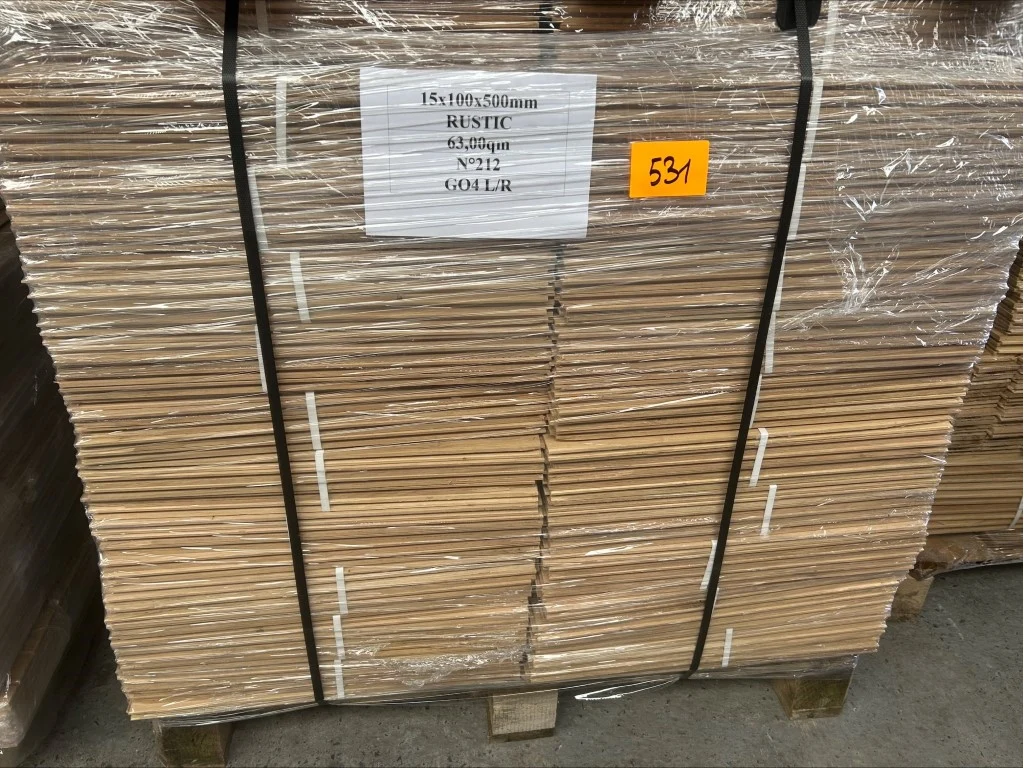 15x100x500mm
RUSTIC
63,00qm
N°212
GO4 L/R
531